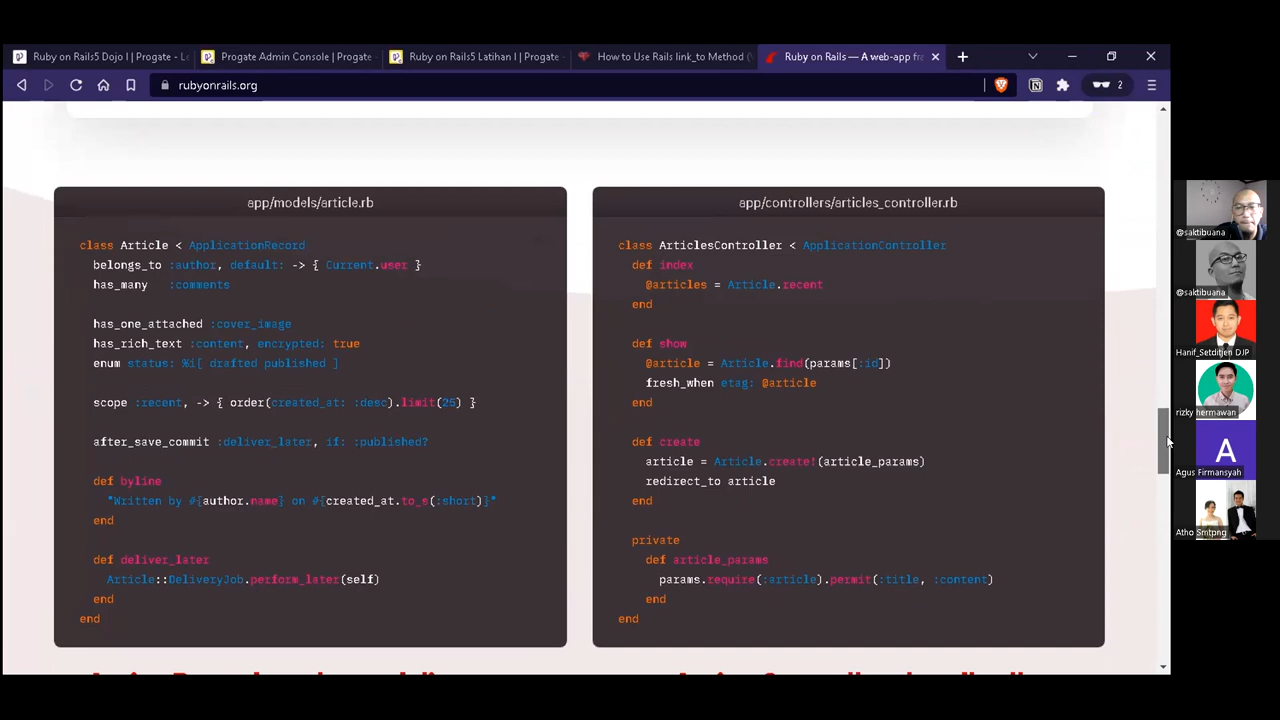 Ruby on Rails5 Dojo I | Progate - Le
Progate Admin Console | Progate
Ruby on Rails5 Latihan I | Progate -
How to Use Rails link_to Method (
Ruby on Rails — A web-app fra
rubyonrails.org
2
app/models/article.rb
class Article < ApplicationRecord
belongs_to :author, default: -> { Current.user }
has_many :comments
has_one_attached :cover_image
has_rich_text :content, encrypted: true
enum status: %i[ drafted published ]
scope :recent, -> { order(created_at: :desc).limit(25) }
after_save_commit :deliver_later, if: :published?
def byline
"Written by #{author.name} on #{created_at.to_s(:short)}"
end
def deliver_later
Article::DeliveryJob.perform_later(self)
end
end
app/controllers/articles_controller.rb
class ArticlesController < ApplicationController
def index
@articles = Article.recent
end
def show
@article = Article.find(params[:id])
fresh_when etag: @article
end
def create
article = Article.create!(article_params)
redirect_to article
end
private
def article_params
params.require(:article).permit(:title, :content)
end
end
@saktibuana
@saktibuana
Hanif_Setditjen DJP
rizky hermawan
A
Agus Firmansyah
Atho Smtpng